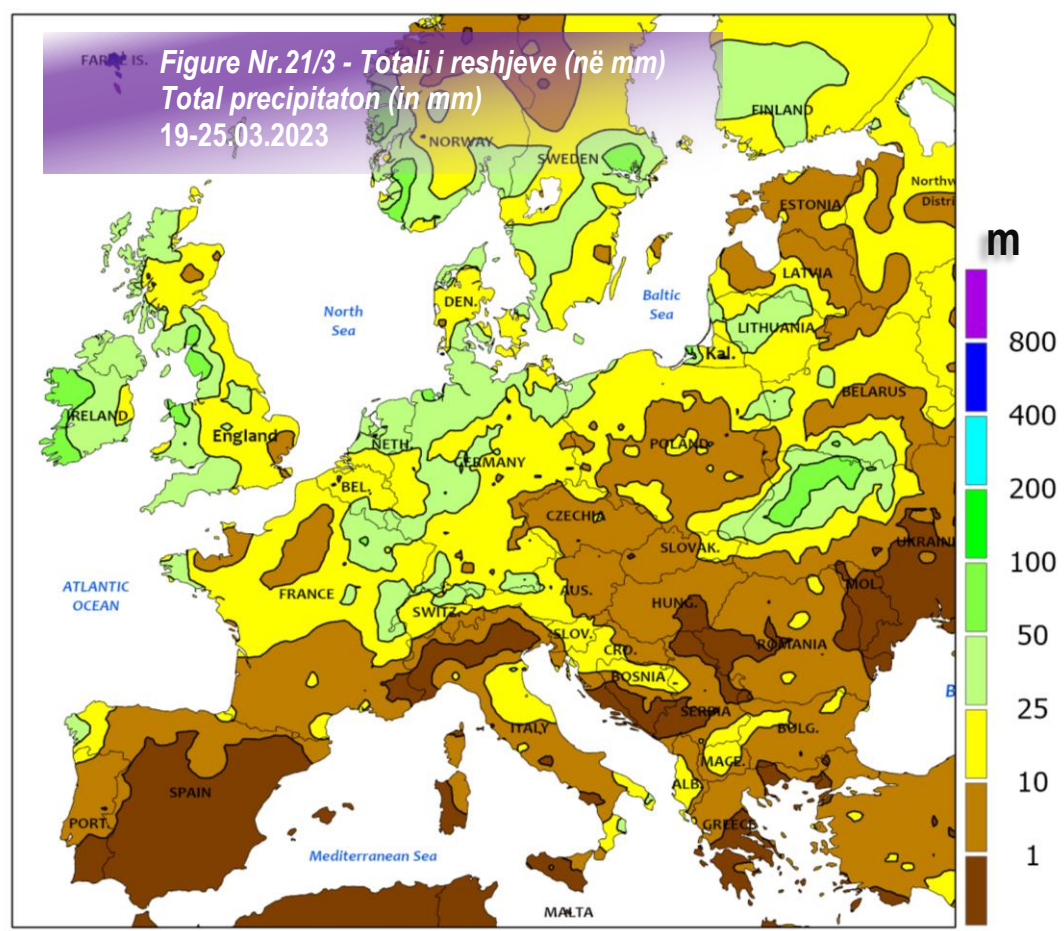 FAROE IS.
Figure Nr.21/3 - Totali i reshjeve (në mm)
Total precipitaton (in mm)
19-25.03.2023
FINLAND
NORWAY
SWEDEN
Northw
Distri
ESTONIA
m
LATVIA
North
Sea
DEN.
Baltic
Sea
LITHUANIA
800
Kal.
BELARUS
400
IRELAND
England
NETH.
POLAND
GERMANY
BEL.
200
CZECHIA
SLOVAK.
UKRAIN
100
ATLANTIC
OCEAN
FRANCE
AUS.
HUNG.
MOL.
SWITZ.
SLOV.
CRO.
ROMANIA
50
BOSNIA
B
SERBIA
25
ITALY
BULG.
MACE.
ALB.
10
SPAIN
PORT.
GREECE
1
Mediterranean Sea
MALTA